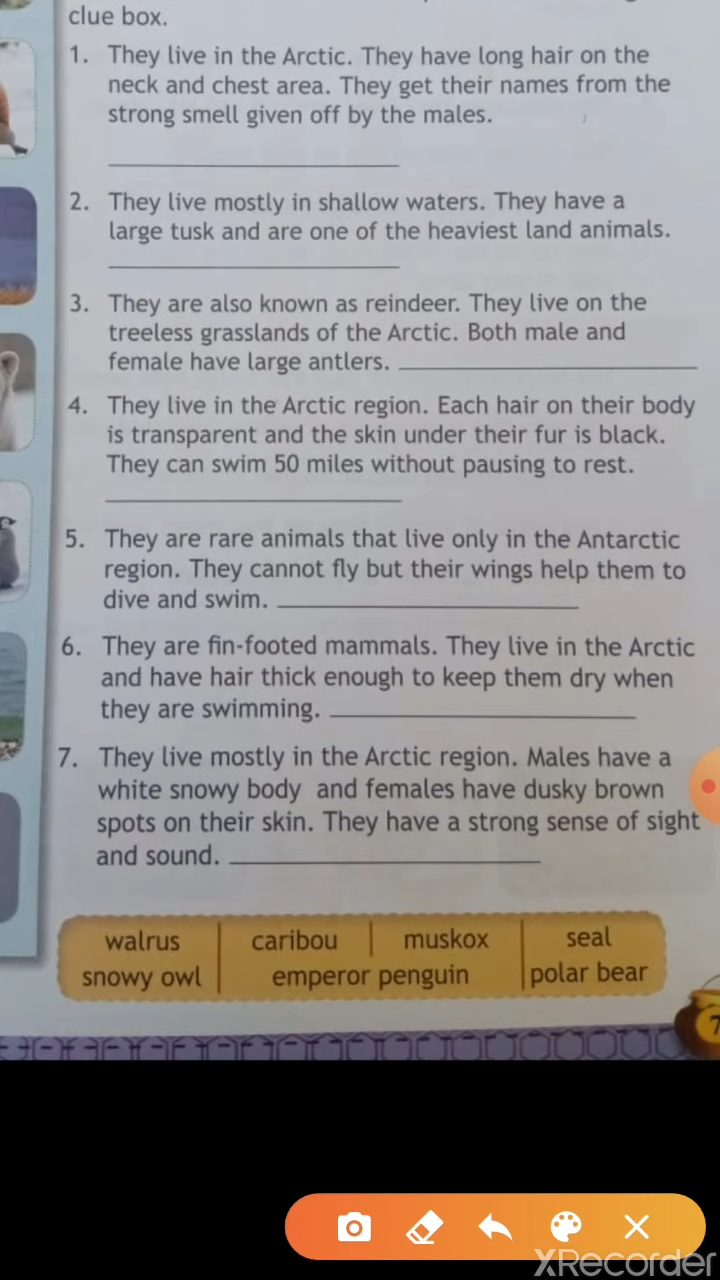 clue box.
1. They live in the Arctic. They have long hair on the
neck and chest area. They get their names from the
strong smell given off by the males.
2. They live mostly in shallow waters. They have a
large tusk and are one of the heaviest land animals.
3. They are also known as reindeer. They live on the
treeless grasslands of the Arctic. Both male and
female have large antlers.
4. They live in the Arctic region. Each hair on their body
is transparent and the skin under their fur is black.
They can swim 50 miles without pausing to rest.
5. They are rare animals that live only in the Antarctic
region. They cannot fly but their wings help them to
dive and swim.
6. They are fin-footed mammals. They live in the Arctic
and have hair thick enough to keep them dry when
they are swimming.
7. They live mostly in the Arctic region. Males have a
white snowy body and females have dusky brown
spots on their skin. They have a strong sense of sight
and sound.
walrus caribou muskox seal
snowy owl emperor penguin polar bear
XRecorder